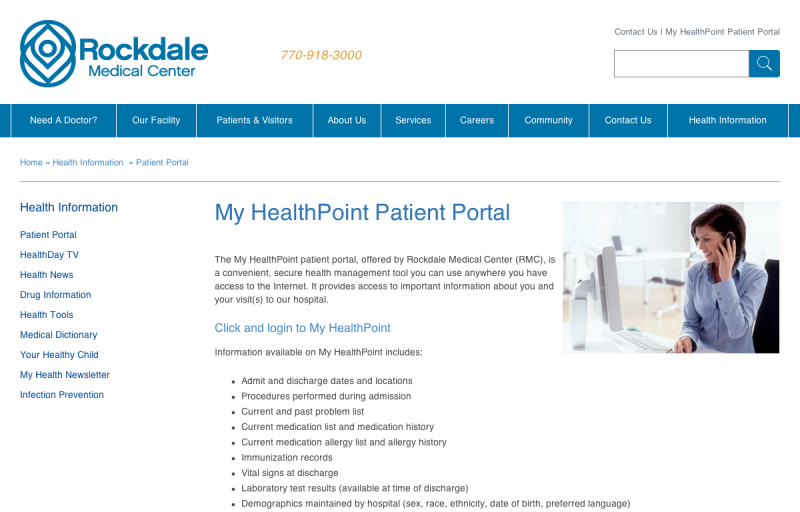 Rockdale
Medical Center
770-918-3000
Contact Us | My HealthPoint Patient Portal
Need A Doctor?
Our Facility
Patients & Visitors
About Us
Services
Careers
Community
Contact Us
Health Information
Home » Health Information » Patient Portal
Health Information
Patient Portal
HealthDay TV
Health News
Drug Information
Health Tools
Medical Dictionary
Your Healthy Child
My Health Newsletter
Infection Prevention
My HealthPoint Patient Portal
The My HealthPoint patient portal, offered by Rockdale Medical Center (RMC), is
a convenient, secure health management tool you can use anywhere you have
access to the Internet. It provides access to important information about you and
your visit(s) to our hospital.
Click and login to My HealthPoint
Information available on My HealthPoint includes:
• Admit and discharge dates and locations
• Procedures performed during admission
• Current and past problem list
• Current medication list and medication history
• Current medication allergy list and allergy history
• Immunization records
• Vital signs at discharge
• Laboratory test results (available at time of discharge)
• Demographics maintained by hospital (sex, race, ethnicity, date of birth, preferred language)